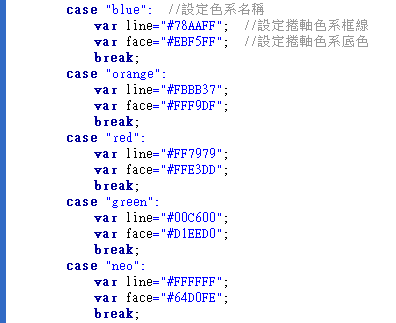 case "blue":  //設定色系名稱
    var line="#78AAFF";  //設定捲軸色系框線
    var face="#EBF5FF";  //設定捲軸色系底色
    break;
case "orange":
    var line="#FBBB37";
    var face="#FFF9DF";
    break;
case "red":
    var line="#FF7979";
    var face="#FFE3DD";
    break;
case "green":
    var line="#00C600";
    var face="#D1EED0";
    break;
case "neo":
    var line="#FFFFFF";
    var face="#64D0FE";
    break;